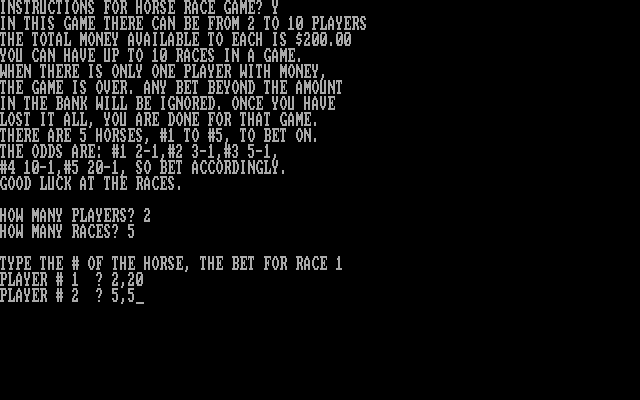 INSTRUCTIONS FOR HORSE RACE GAME? Y
IN THIS GAME THERE CAN BE FROM 2 TO 10 PLAYERS
THE TOTAL MONEY AVAILABLE TO EACH IS $200.00
YOU CAN HAVE UP TO 10 RACES IN A GAME.
WHEN THERE IS ONLY ONE PLAYER WITH MONEY,
THE GAME IS OVER. ANY BET BEYOND THE AMOUNT
IN THE BANK WILL BE IGNORED. ONCE YOU HAVE
LOST IT ALL, YOU ARE DONE FOR THAT GAME.
THERE ARE 5 HORSES, #1 TO #5, TO BET ON.
THE ODDS ARE: #1 2-1,#2 3-1,#3 5-1,
#4 10-1,#5 20-1, SO BET ACCORDINGLY.
GOOD LUCK AT THE RACES.
HOW MANY PLAYERS? 2
HOW MANY RACES? 5
TYPE THE # OF THE HORSE, THE BET FOR RACE 1
PLAYER # 1  ? 2,20
PLAYER # 2  ? 5,5_